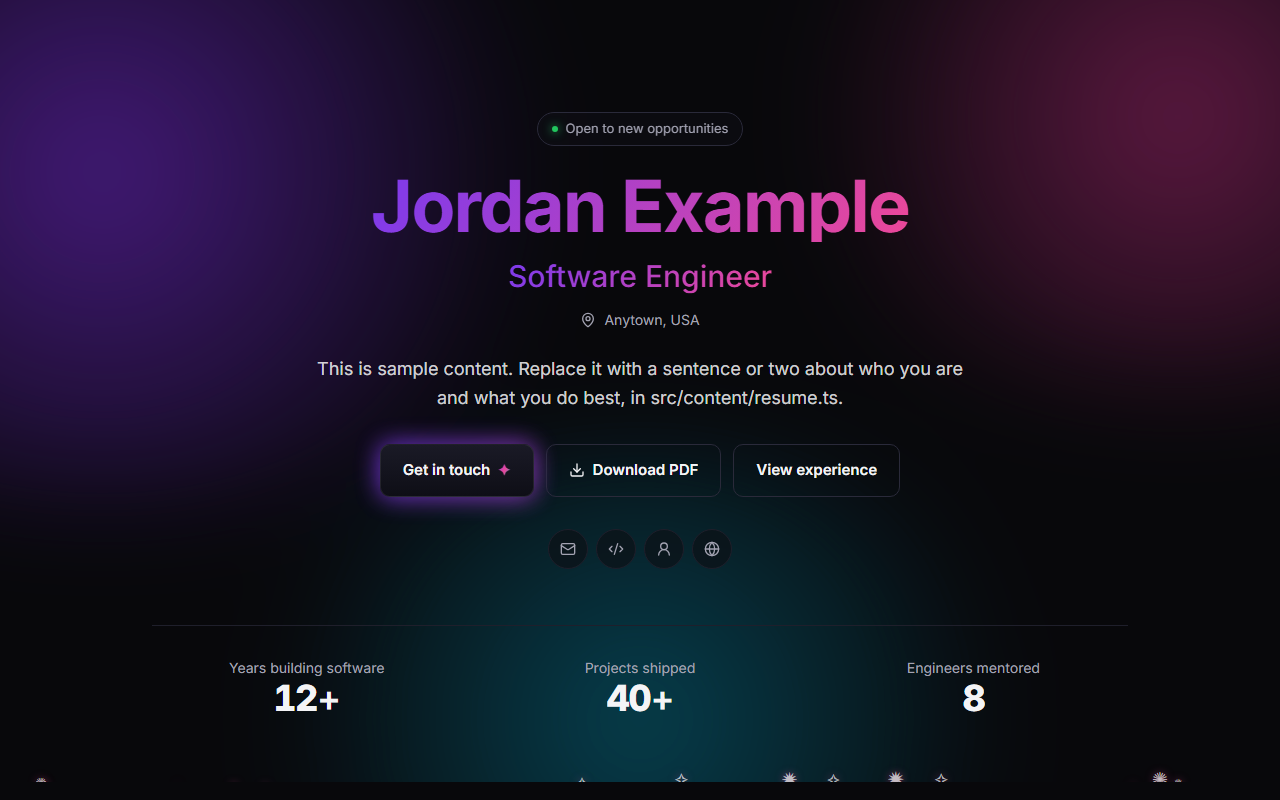 Open to new opportunities
Jordan Example
Software Engineer
Anytown, USA
This is sample content. Replace it with a sentence or two about who you are
and what you do best, in src/content/resume.ts.
Get in touch
Download PDF
View experience
Years building software
Projects shipped
Engineers mentored
12+
40+
8